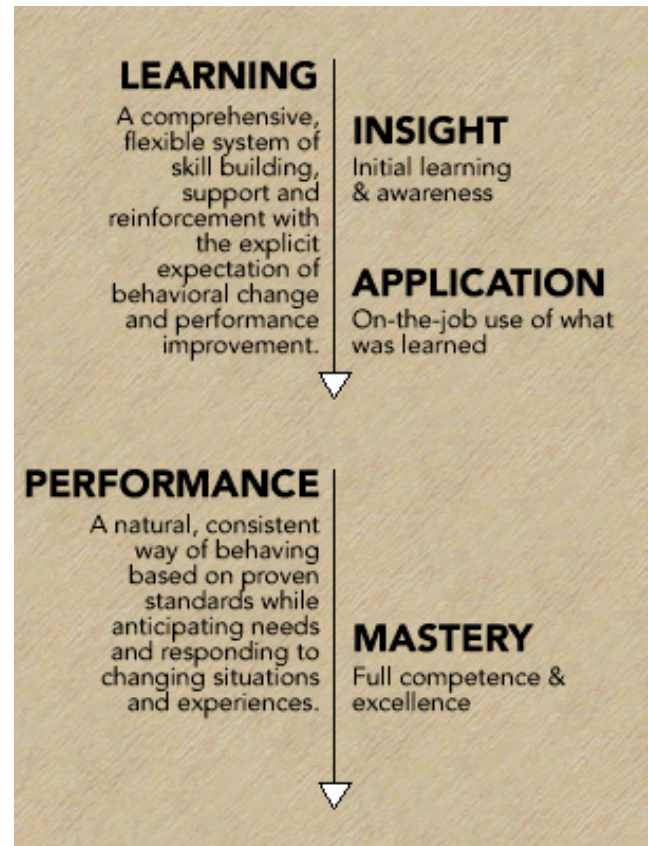 LEARNING
A comprehensive,
flexible system of
skill building,
support and
reinforcement with
the explicit
expectation of
behavioral change
and performance
improvement.
INSIGHT
Initial learning
& awareness
APPLICATION
On-the-job use of what
was learned
PERFORMANCE
A natural, consistent
way of behaving
based on proven
standards while
anticipating needs
and responding to
changing situations
and experiences.
MASTERY
Full competence &
excellence